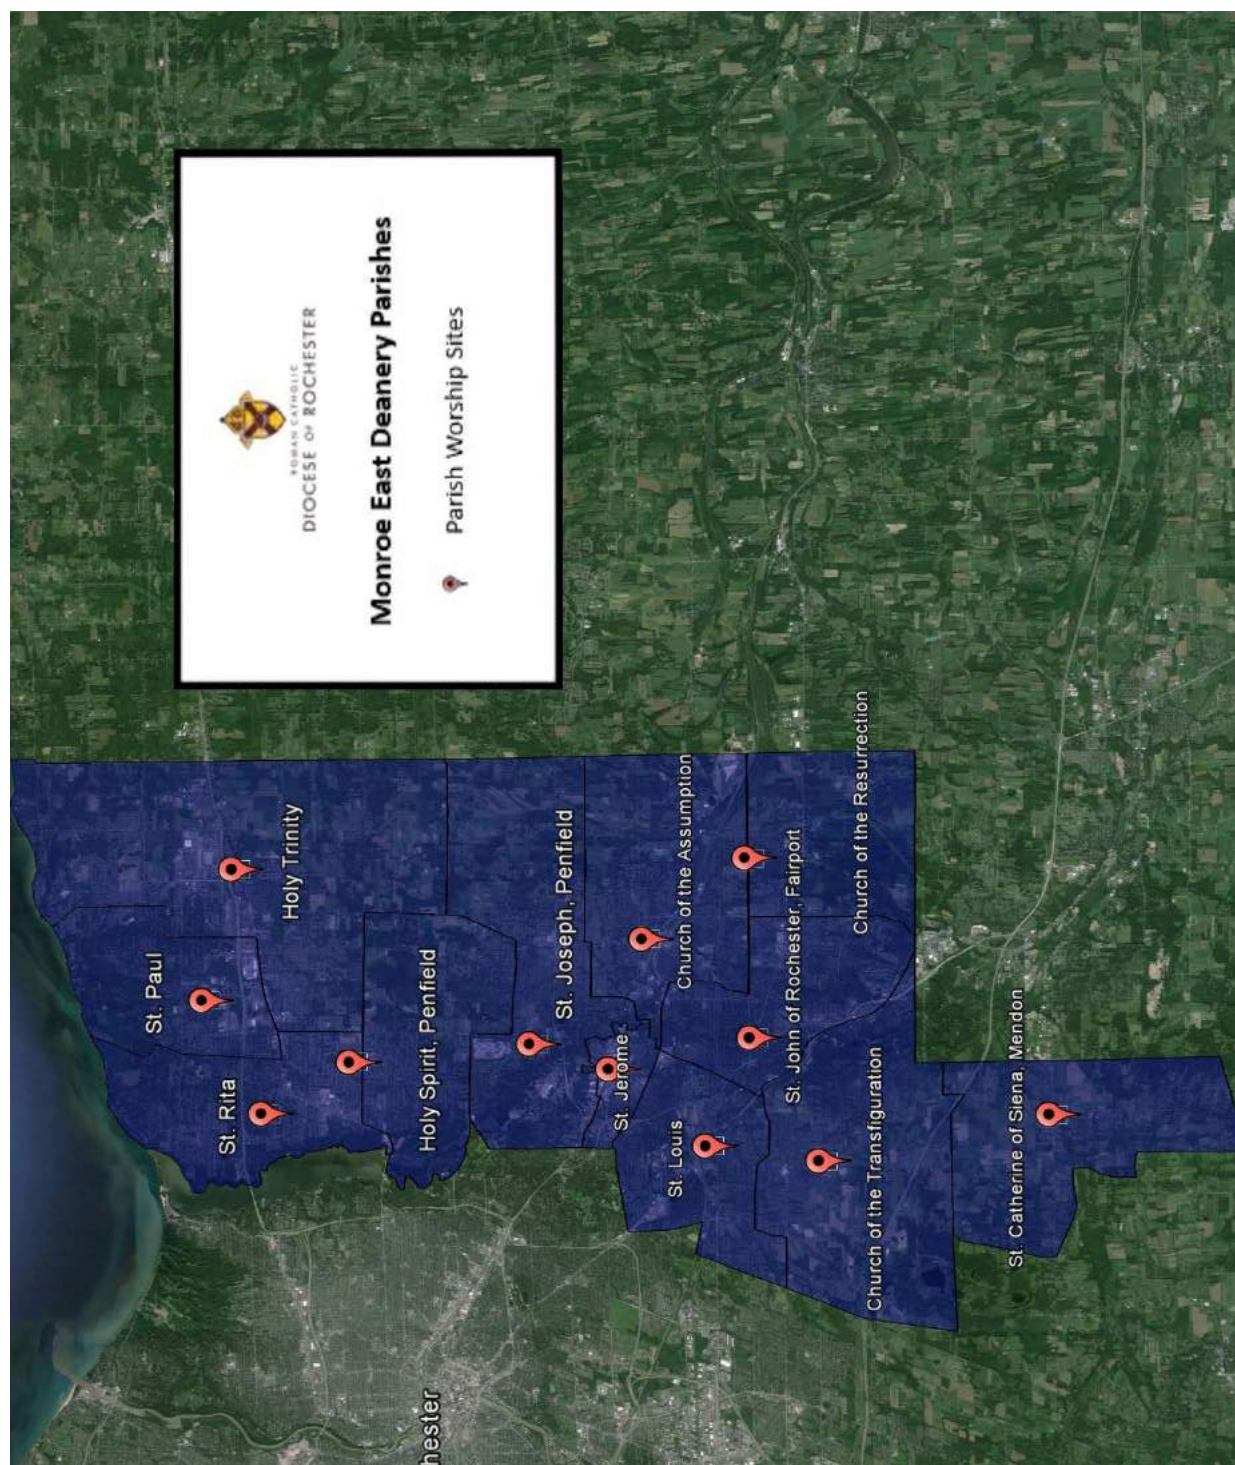 ROMAN CATHOLIC
DIOCESE OF ROCHESTER
Monroe East Deanery Parishes
Parish Worship Sites
St. Paul
Holy Trinity
St. Rita
Holy Spirit, Penfield
St. Joseph, Penfield
St. Jerome
Church of the Assumption
St. Louis
St. John of Rochester, Fairport
Church of the Resurrection
Church of the Transfiguration
St. Catherine of Siena, Mendon
hester